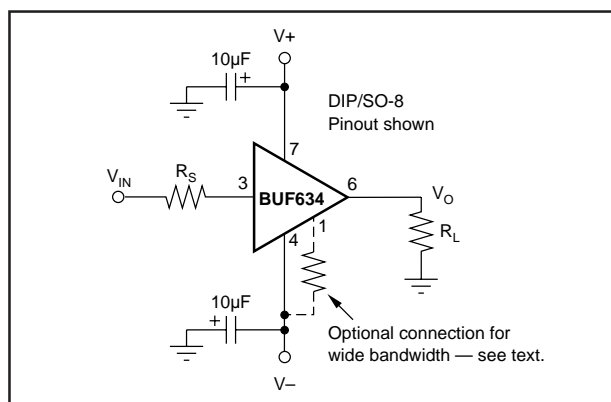 V+
10µF
+
DIP/SO-8
Pinout shown
7
V_IN
R_S
3
BUF634
6
V_O
1
4
R_L
10µF
+
Optional connection for
wide bandwidth — see text.
V–